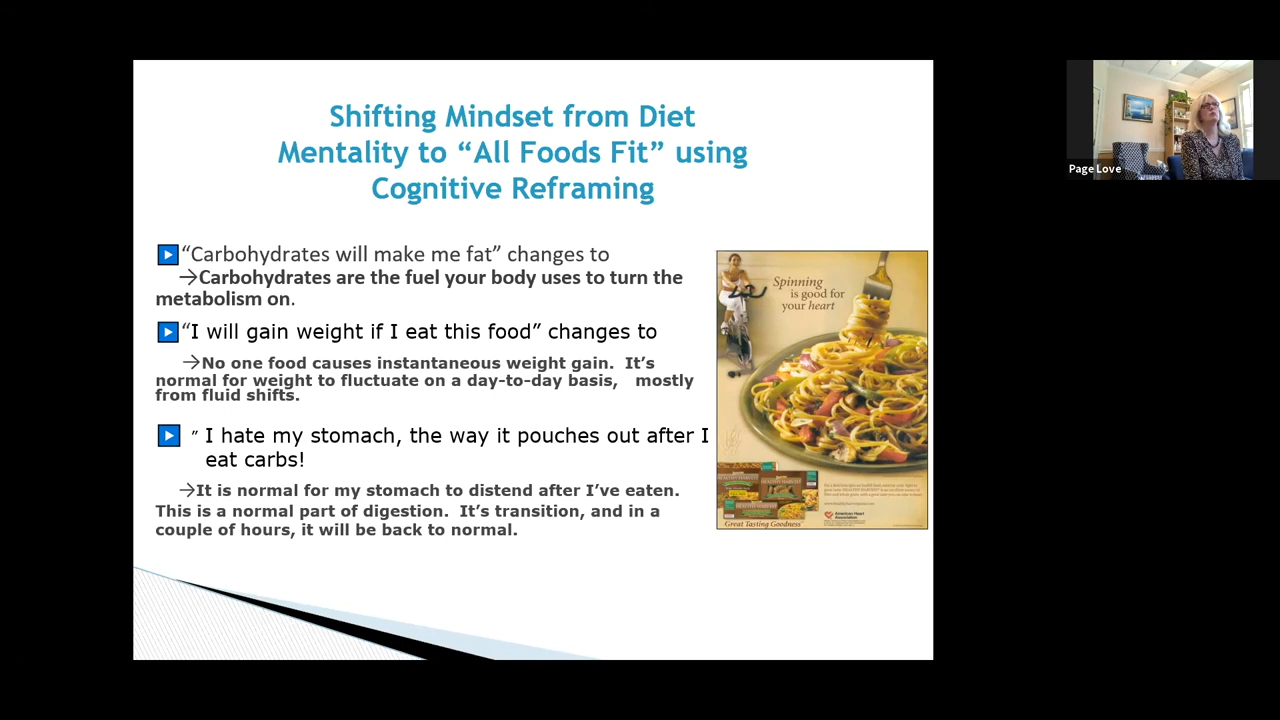 Shifting Mindset from Diet
Mentality to “All Foods Fit” using
Cognitive Reframing
“Carbohydrates will make me fat” changes to
→Carbohydrates are the fuel your body uses to turn the
metabolism on.
“I will gain weight if I eat this food” changes to
→No one food causes instantaneous weight gain. It’s
normal for weight to fluctuate on a day-to-day basis, mostly
from fluid shifts.
” I hate my stomach, the way it pouches out after I
eat carbs!
→It is normal for my stomach to distend after I’ve eaten.
This is a normal part of digestion. It’s transition, and in a
couple of hours, it will be back to normal.
Spinning
is good for
your heart
HEALTHY HARVEST
HEALTHY HARVEST
HEALTHY HARVEST
Great Tasting Goodness
American Heart
Association
Page Love